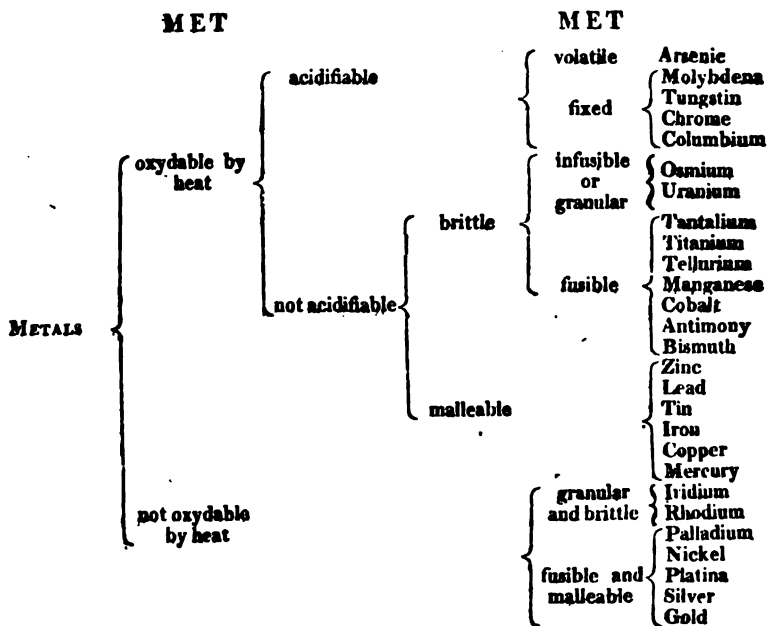 MET MET
volatile Arsenic
acidifiable Molybdena
Tungstin
fixed Chrome
Columbium
oxydable by infusible Osmium
heat or Uranium
granular
brittle Tantalium
Titanium
Tellurium
fusible Manganese
not acidifiable Cobalt
METALS Antimony
Bismuth
Zinc
Lead
malleable Tin
Iron
Copper
Mercury
granular Iridium
not oxydable and brittle Rhodium
by heat Palladium
Nickel
fusible and Platina
malleable Silver
Gold